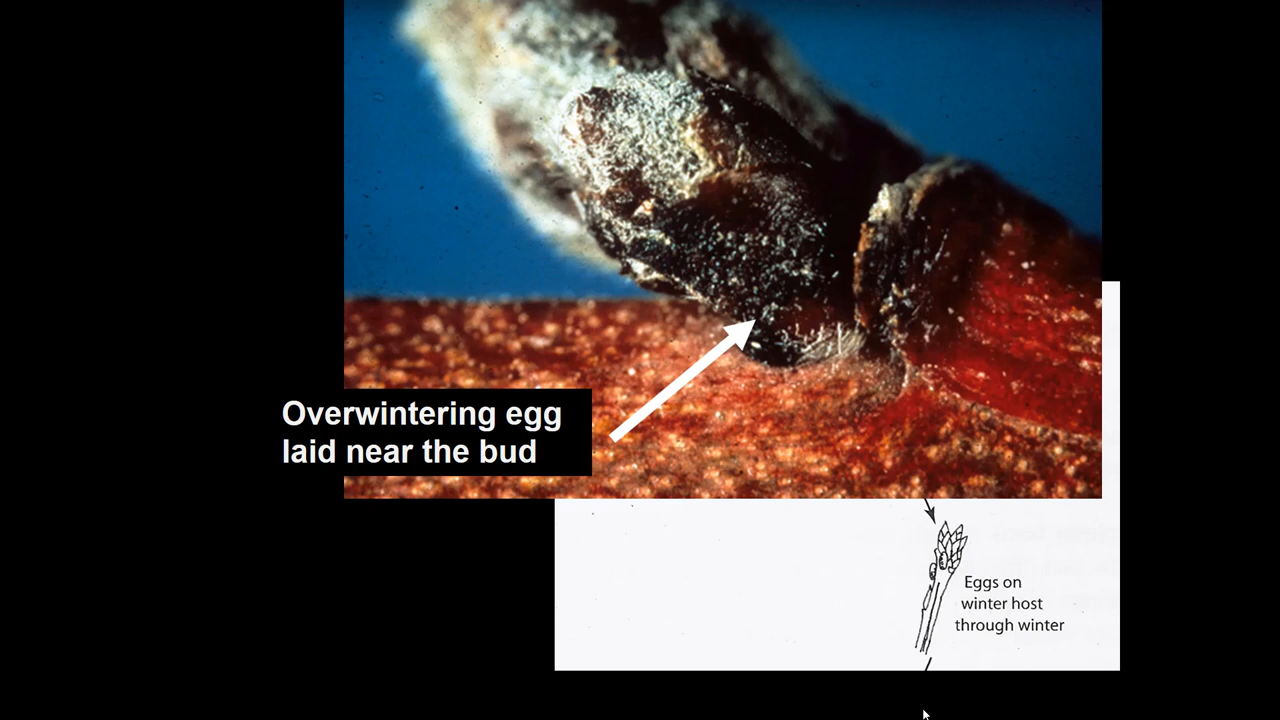 Overwintering egg
laid near the bud
Eggs on
winter host
through winter